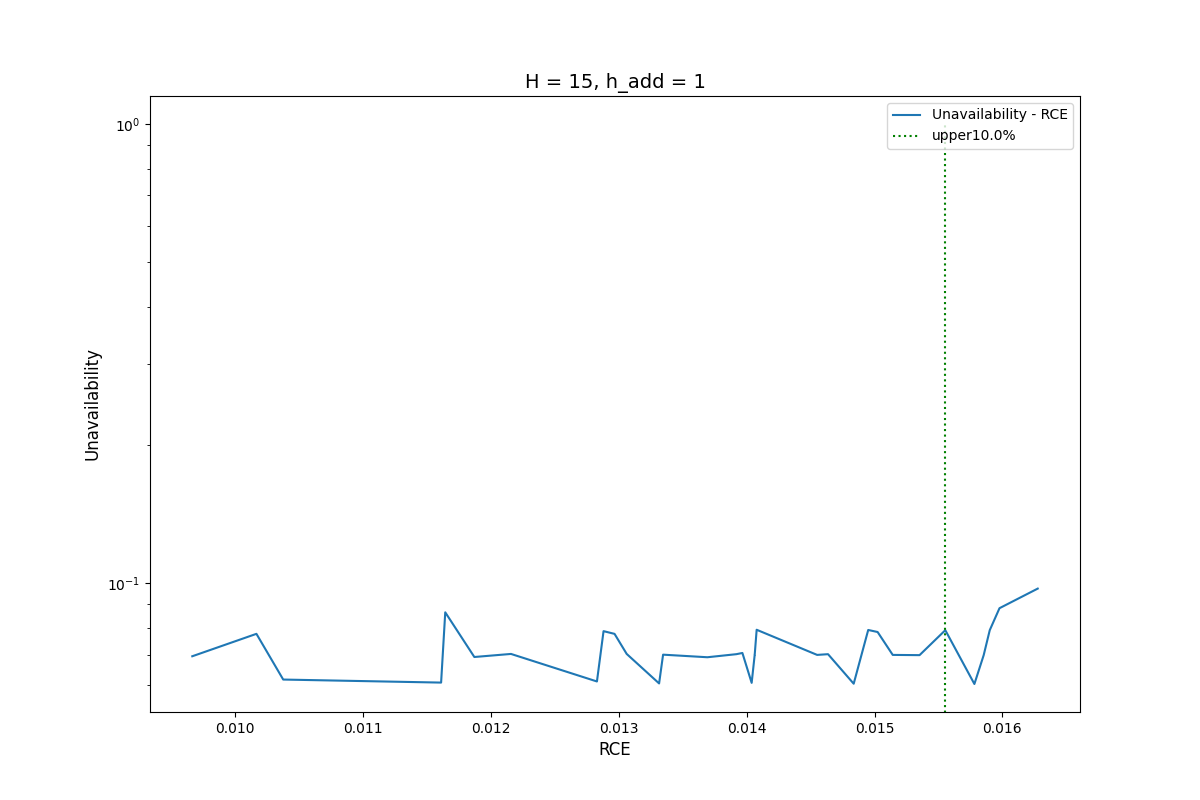 H = 15, h_add = 1
Unavailability - RCE
upper10.0%
10⁰
10⁻¹
Unavailability
0.010 0.011 0.012 0.013 0.014 0.015 0.016
RCE